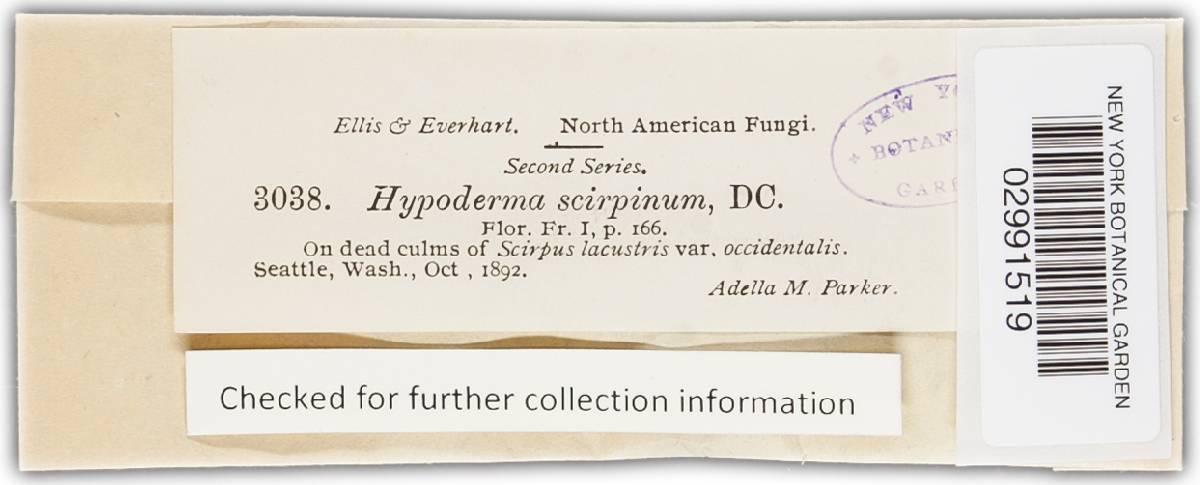 Ellis & Everhart. North American Fungi.
Second Series.
3038. Hypoderma scirpinum, DC.
Flor. Fr. I, p. 166.
On dead culms of Scirpus lacustris var. occidentalis.
Seattle, Wash., Oct , 1892.
Adella M. Parker.
NEW
Checked for further collection information
NEW YORK BOTANICAL GARDEN
02991519